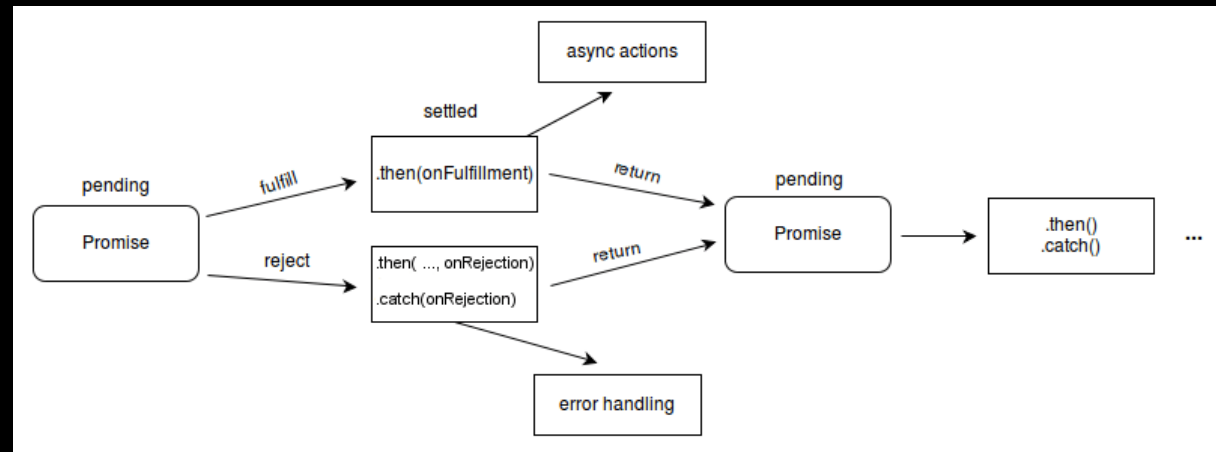 async actions
settled
.then(onFulfillment)
return
pending
fulfill
pending
Promise
Promise
.then()
.catch()
...
reject
.then( ..., onRejection)
.catch(onRejection)
return
error handling